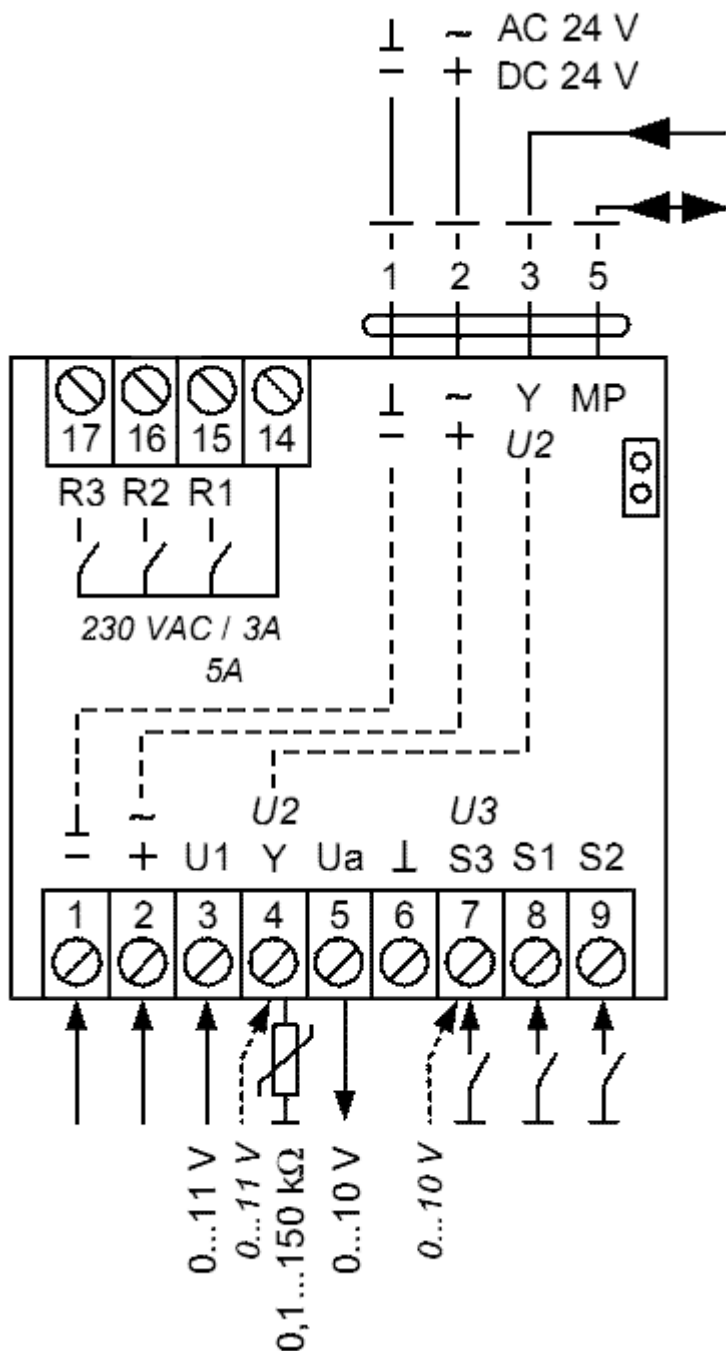 ⊥ ~ AC 24 V
− + DC 24 V
1 2 3 5
17 16 15 14
⊥ ~ Y MP
− + U2
R3 R2 R1
230 VAC / 3A
5A
⊥ ~ U2 U3
− + U1 Y Ua ⊥ S3 S1 S2
1 2 3 4 5 6 7 8 9
0...11 V
0...11 V
0,1...150 kΩ
0...10 V
0...10 V